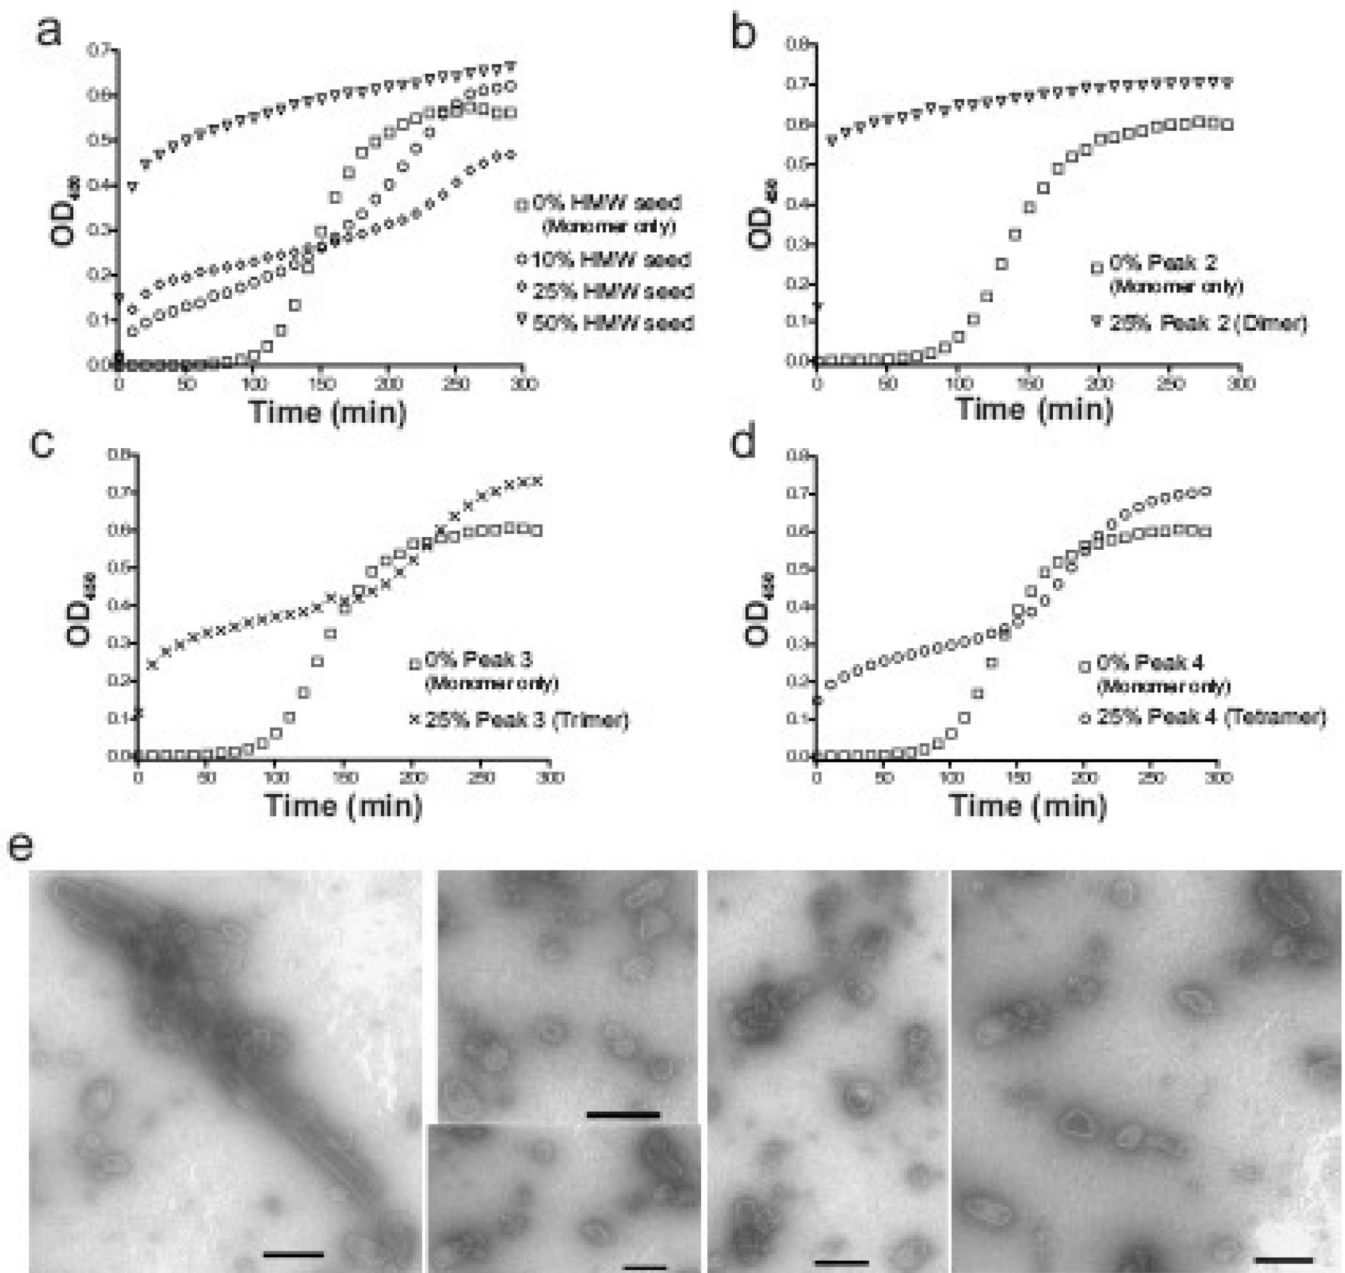 a
0.7
0.6
0.5
0.4
0.3
0.2
0.1
0.0
OD450
0 50 100 150 200 250 300
Time (min)
□ 0% HMW seed
(Monomer only)
○ 10% HMW seed
◇ 25% HMW seed
▽ 50% HMW seed
b
0.8
0.7
0.6
0.5
0.4
0.3
0.2
0.1
0.0
OD450
0 50 100 150 200 250 300
Time (min)
□ 0% Peak 2
(Monomer only)
▽ 25% Peak 2 (Dimer)
c
0.8
0.7
0.6
0.5
0.4
0.3
0.2
0.1
0.0
OD450
0 50 100 150 200 250 300
Time (min)
□ 0% Peak 3
(Monomer only)
× 25% Peak 3 (Trimer)
d
0.8
0.7
0.6
0.5
0.4
0.3
0.2
0.1
0.0
OD450
0 50 100 150 200 250 300
Time (min)
□ 0% Peak 4
(Monomer only)
○ 25% Peak 4 (Tetramer)
e